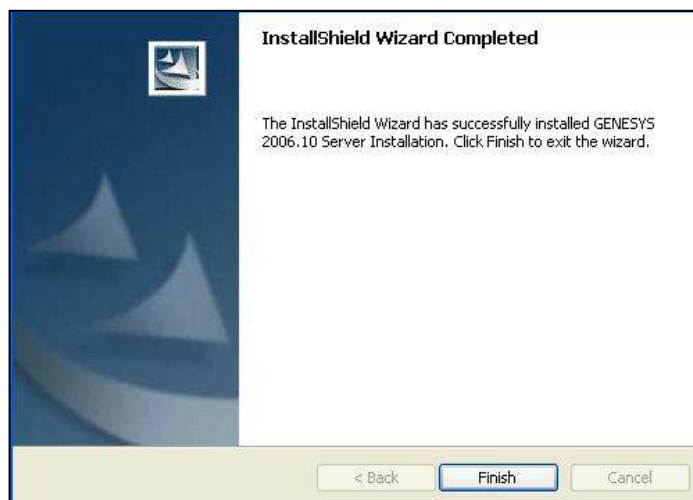 InstallShield Wizard Completed
The InstallShield Wizard has successfully installed GENESYS
2006.10 Server Installation. Click Finish to exit the wizard.
< Back
Finish
Cancel